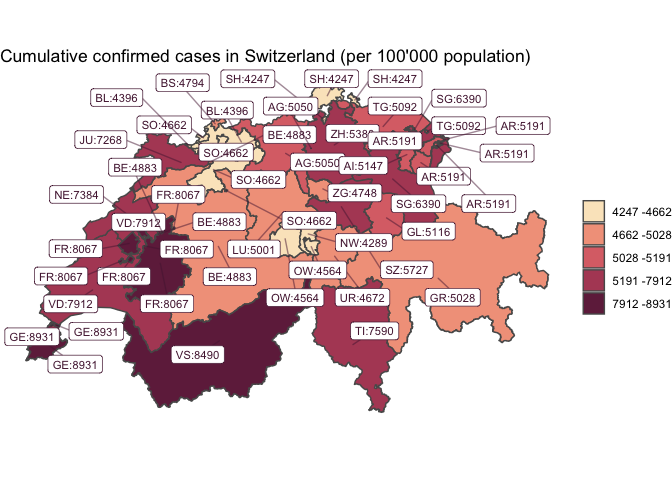 Cumulative confirmed cases in Switzerland (per 100'000 population)
BS:4794
SH:4247
SH:4247
SH:4247
BL:4396
SG:6390
BL:4396
AG:5050
TG:5092
SO:4662
BE:4883
ZH:538
TG:5092
AR:5191
JU:7268
AR:5191
SO:4662
AR:5191
BE:4883
AG:5050
AI:5147
AR:5191
SO:4662
NE:7384
FR:8067
ZG:4748
SG:6390
AR:5191
VD:7912
BE:4883
SO:4662
GL:5116
FR:8067
FR:8067
LU:5001
NW:4289
FR:8067
FR:8067
BE:4883
OW:4564
SZ:5727
VD:7912
FR:8067
OW:4564
UR:4672
GR:5028
GE:8931
GE:8931
TI:7590
GE:8931
VS:8490
4247 -4662
4662 -5028
5028 -5191
5191 -7912
7912 -8931